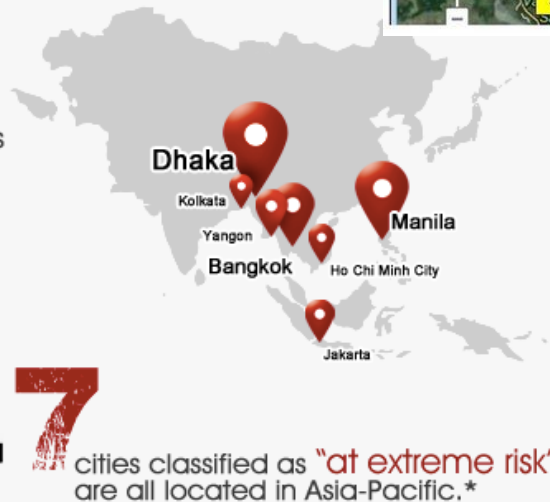 Dhaka
Kolkata
Yangon
Manila
Bangkok
Ho Chi Minh City
Jakarta
7
cities classified as "at extreme risk"
are all located in Asia-Pacific.*